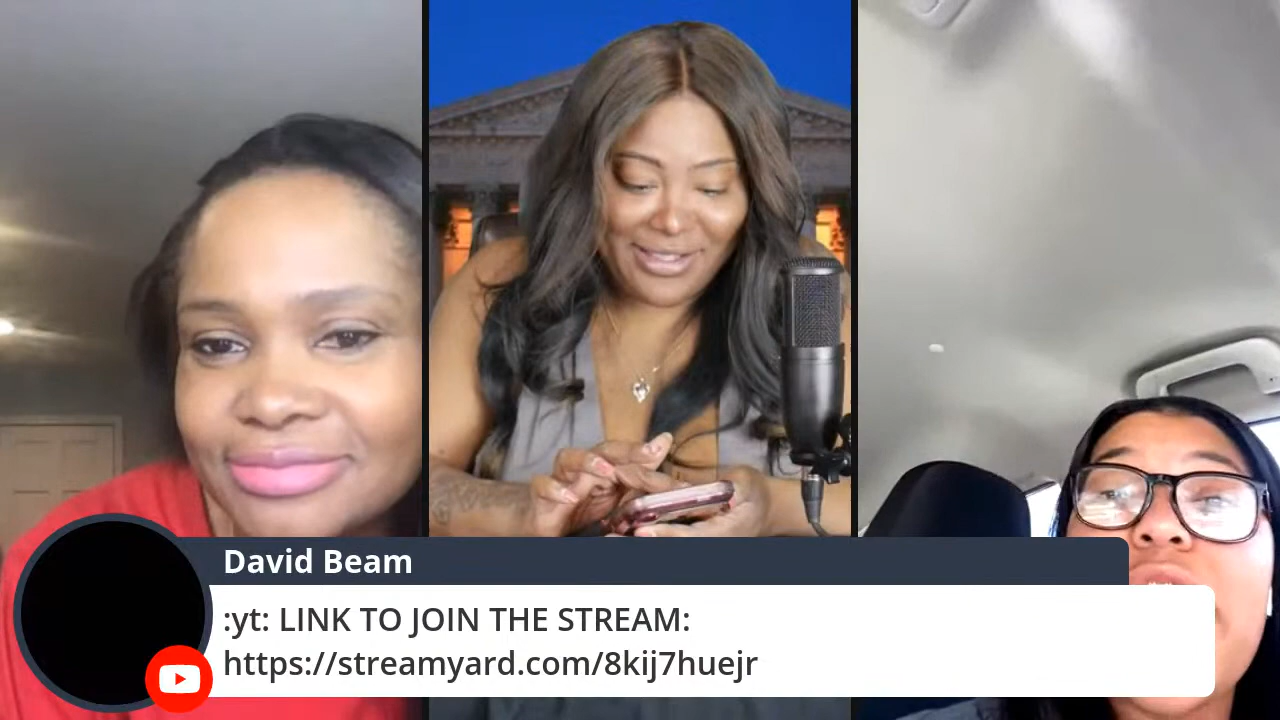 David Beam
:yt: LINK TO JOIN THE STREAM:
https://streamyard.com/8kij7huejr